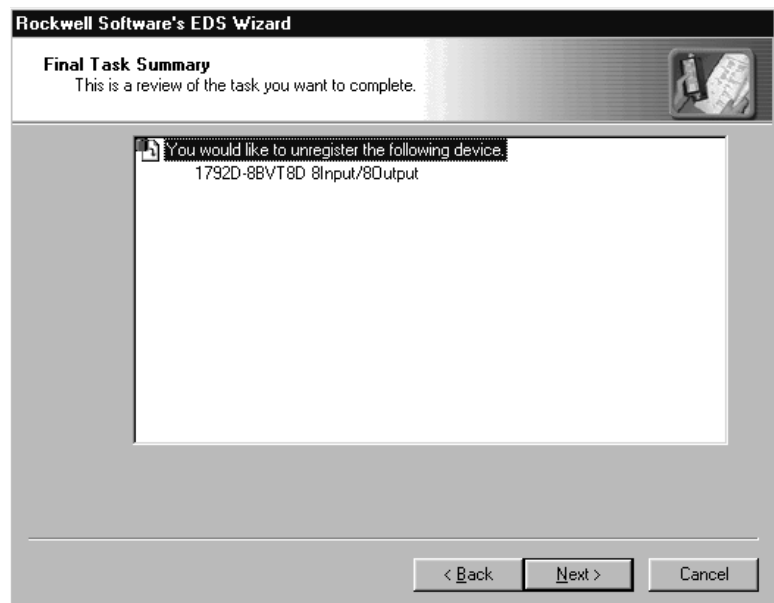 Rockwell Software's EDS Wizard
Final Task Summary
This is a review of the task you want to complete.
You would like to unregister the following device.
1792D-8BVT8D 8Input/8Output
< Back
Next >
Cancel